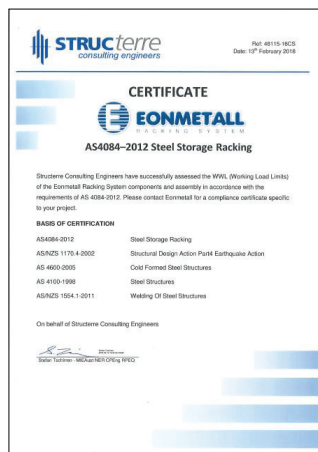 STRUCterre
consulting engineers
Ref: 48115-18CS
Date: 13th February 2018
CERTIFICATE
EONMETALL
RACKING SYSTEM
AS4084–2012 Steel Storage Racking
Structerre Consulting Engineers have successfully assessed the WWL (Working Load Limits)
of the Eonmetall Racking System components and assembly in accordance with the
requirements of AS 4084-2012. Please contact Eonmetall for a compliance certificate specific
to your project.
BASIS OF CERTIFICATION
AS4084-2012 Steel Storage Racking
AS/NZS 1170.4-2002 Structural Design Action Part4 Earthquake Action
AS 4600-2005 Cold Formed Steel Structures
AS 4100-1998 Steel Structures
AS/NZS 1554.1-2011 Welding Of Steel Structures
On behalf of Structerre Consulting Engineers
MIEAust NER CPEng RPEQ